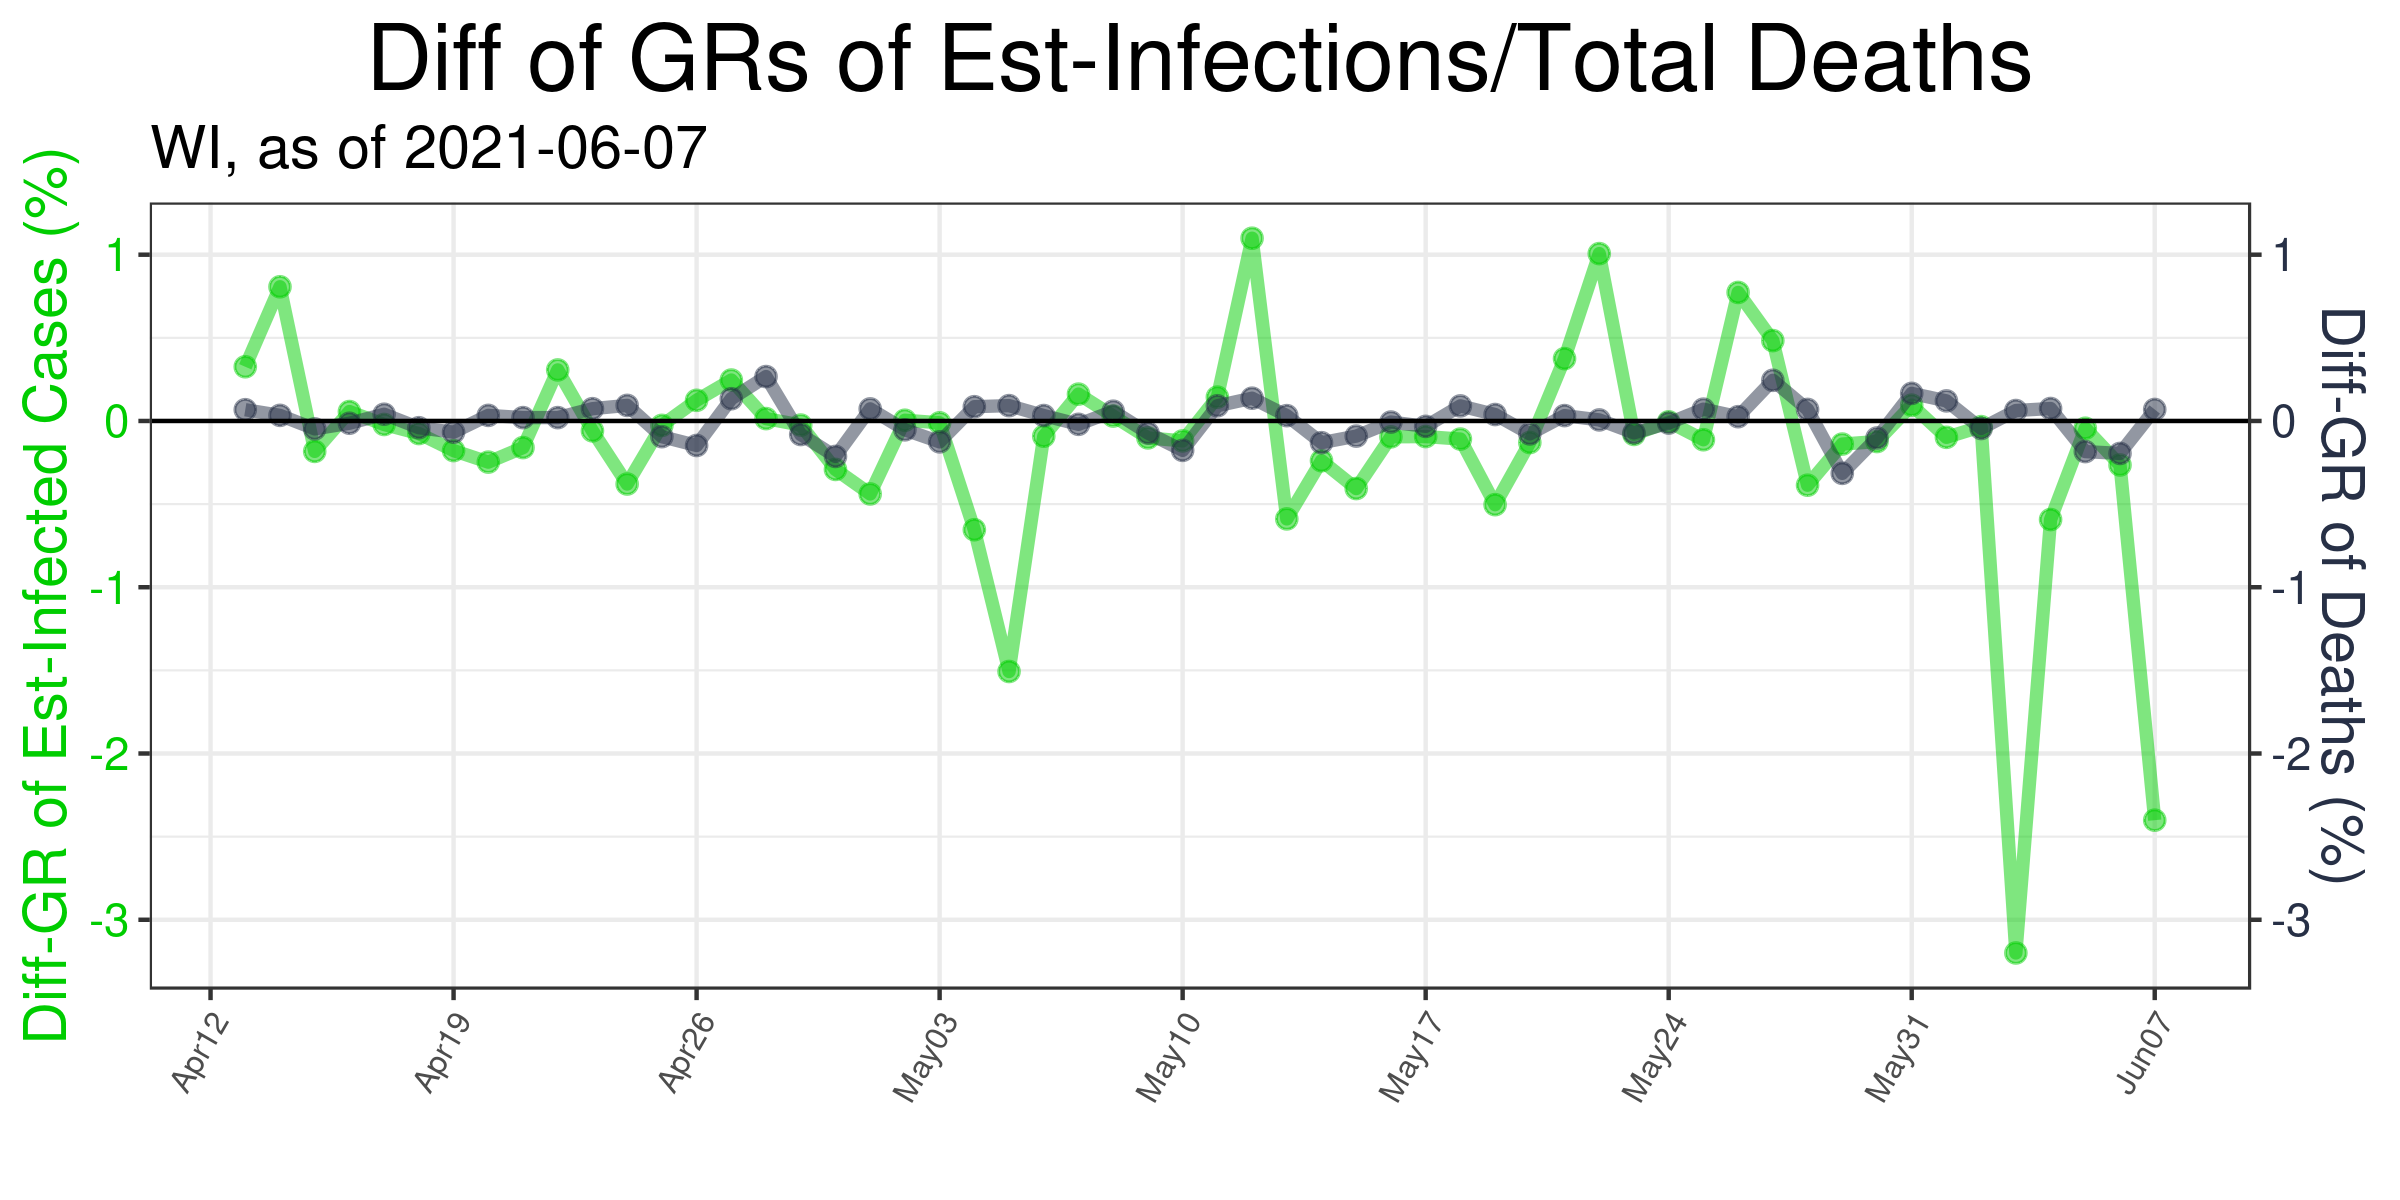 Diff of GRs of Est-Infections/Total Deaths
WI, as of 2021-06-07
Diff-GR of Est-Infected Cases (%)
1
0
-1
-2
-3
1
0
-1
-2
-3
Diff-GR of Deaths (%)
Apr12
Apr19
Apr26
May03
May10
May17
May24
May31
Jun07